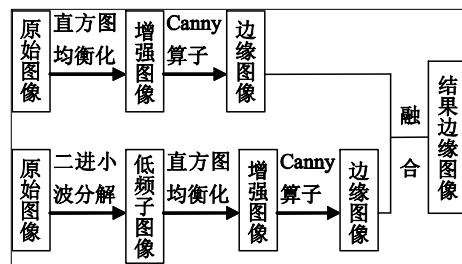 原始图像
直方图
均衡化
增强图像
Canny
算子
边缘图像
原始图像
二进小
波分解
低频子图像
直方图
均衡化
增强图像
Canny
算子
边缘图像
融
合
结果边缘图像